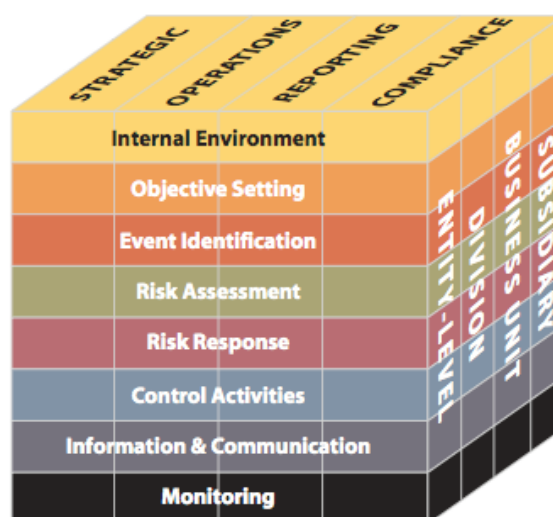 STRATEGIC
OPERATIONS
REPORTING
COMPLIANCE
Internal Environment
Objective Setting
Event Identification
Risk Assessment
Risk Response
Control Activities
Information & Communication
Monitoring
ENTITY-LEVEL
DIVISION
BUSINESS UNIT
SUBSIDIARY